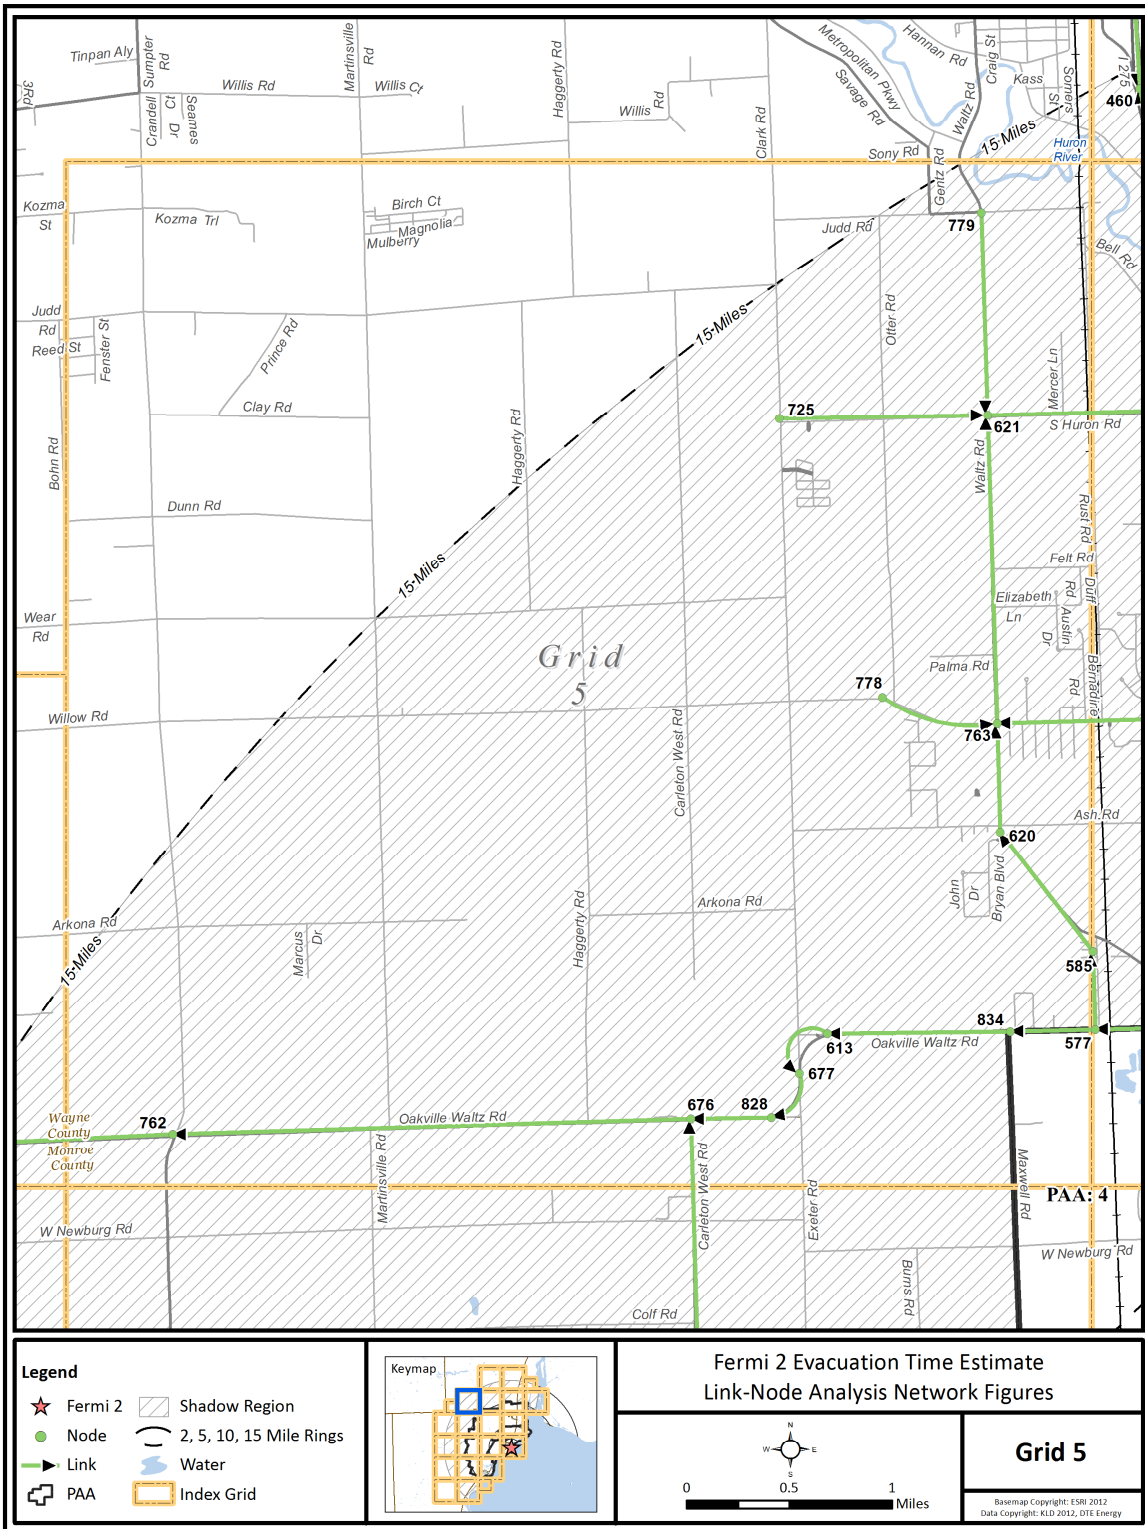 Tinpan Aly
Sumpter
Rd
Martinsville
Rd
Haggerty Rd
Metropolitan Pkwy
Hannan Rd
Craig St
Savage Rd
Kass
Somers
St
I 275
460
3Rd
Willis Rd
Willis Ct
Crandell
Ct
Dr
Seames
Willis
Rd
Clark Rd
Waltz Rd
15 Miles
Huron
River
Sony Rd
Gentz Rd
Kozma
St
Kozma Trl
Birch Ct
Magnolia
Mulberry
Judd Rd
779
Bell Rd
Judd
Rd
Reed St
Fenster St
Prince Rd
15 Miles
Otter Rd
Mercer Ln
Clay Rd
725
621
S Huron Rd
Bohn Rd
Haggerty Rd
Waltz Rd
Dunn Rd
Rust Rd
15 Miles
Felt Rd
Elizabeth
Ln
Rd
Duff
Austin
Dr
Wear
Rd
Grid
5
Palma Rd
Rd
Bernadine
778
Willow Rd
763
Carleton West Rd
Ash Rd
620
John
Dr
Bryan Blvd
Arkona Rd
Arkona Rd
Marcus
Dr
Haggerty Rd
15 Miles
585
834
577
613
Oakville Waltz Rd
677
762
Oakville Waltz Rd
676
828
Wayne
County
Monroe
County
Martinsville Rd
Carleton West Rd
Exeter Rd
Maxwell Rd
PAA: 4
W Newburg Rd
W Newburg Rd
Burns Rd
Colf Rd
Legend
Fermi 2
Shadow Region
Node
2, 5, 10, 15 Mile Rings
Link
Water
PAA
Index Grid
Keymap
Fermi 2 Evacuation Time Estimate
Link-Node Analysis Network Figures
N
W
E
S
0
0.5
1
Miles
Grid 5
Basemap Copyright: ESRI 2012
Data Copyright: KLD 2012, DTE Energy